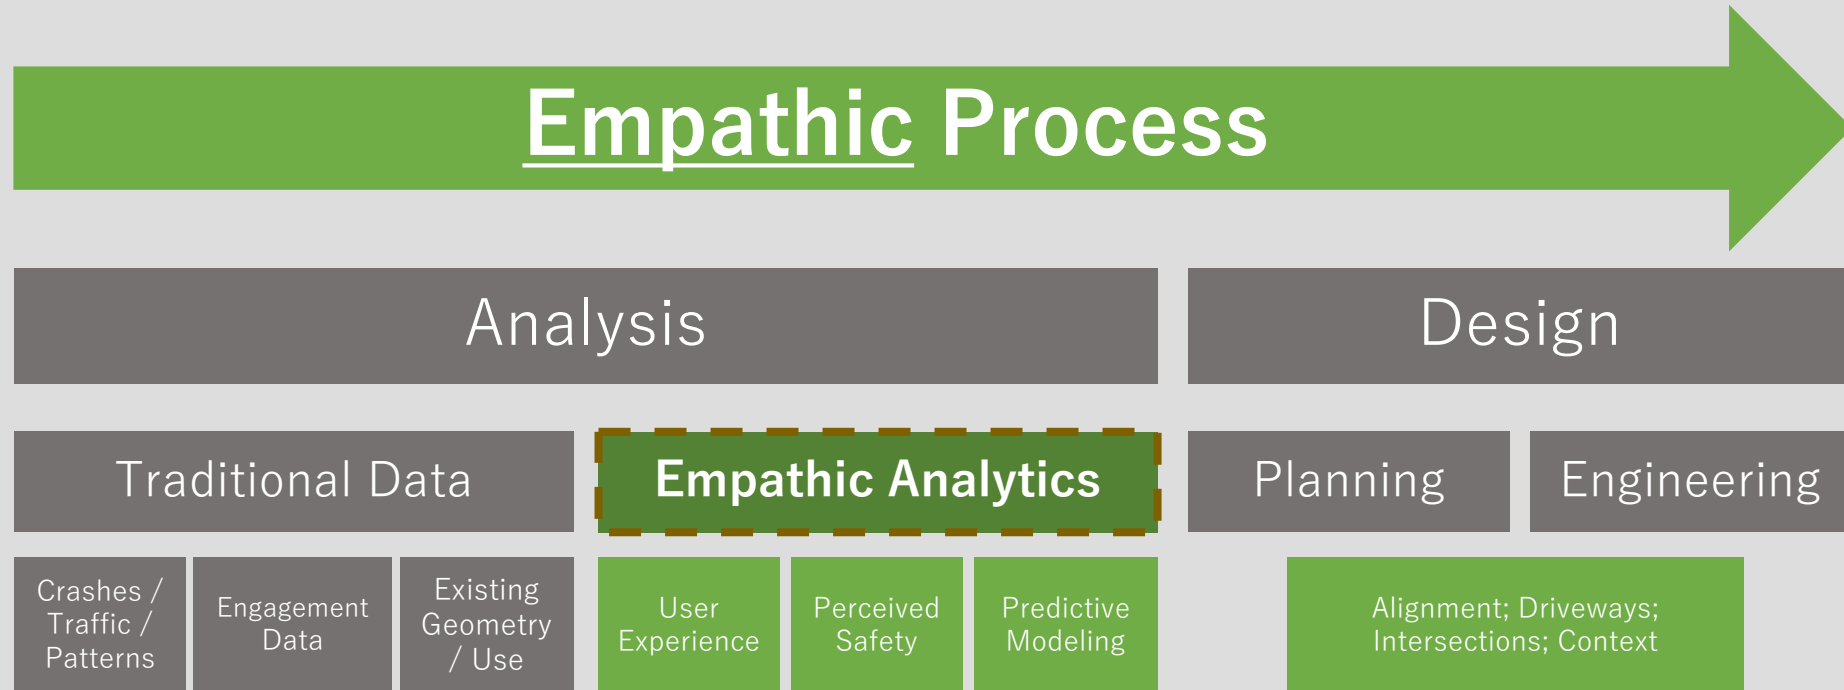 Empathic Process
Analysis
Design
Traditional Data
Empathic Analytics
Planning
Engineering
Crashes /
Traffic /
Patterns
Engagement
Data
Existing
Geometry
/ Use
User
Experience
Perceived
Safety
Predictive
Modeling
Alignment; Driveways;
Intersections; Context